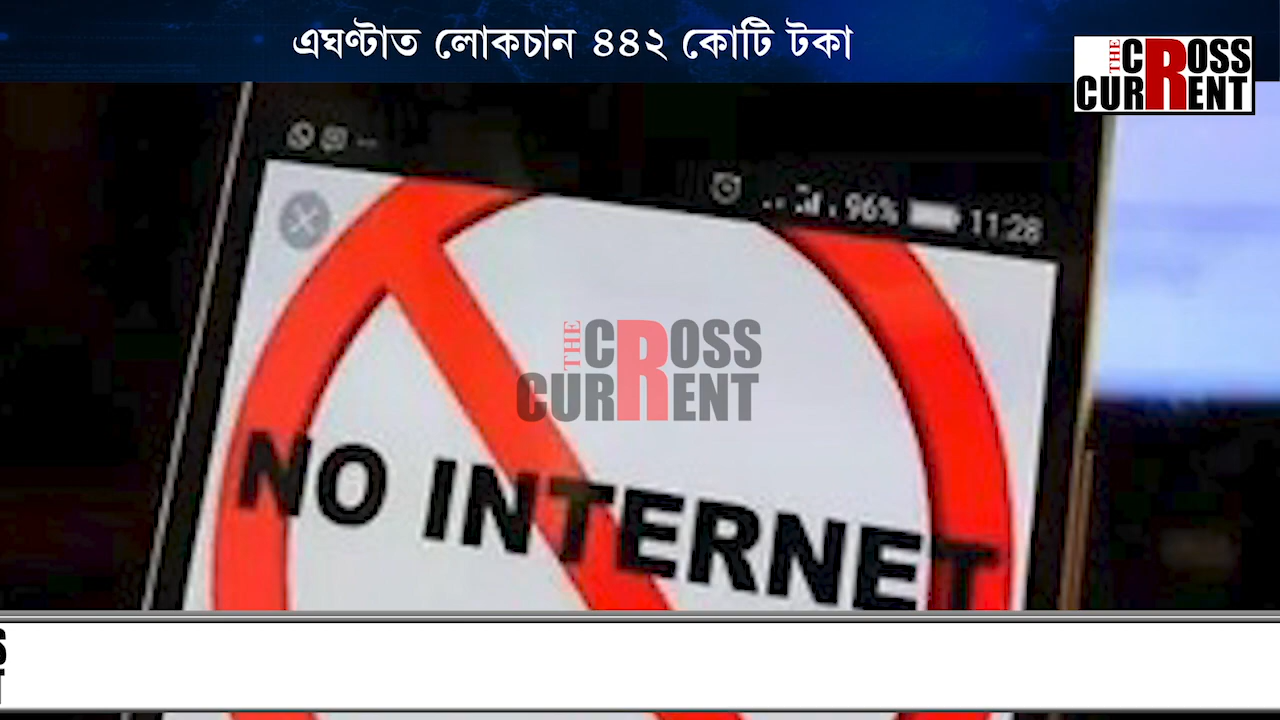 এঘণ্টাত লোকচান ৪৪২ কোটি টকা
THE CROSS
CURRENT
96% 11:28
THE CROSS
CURRENT
NO INTERNET